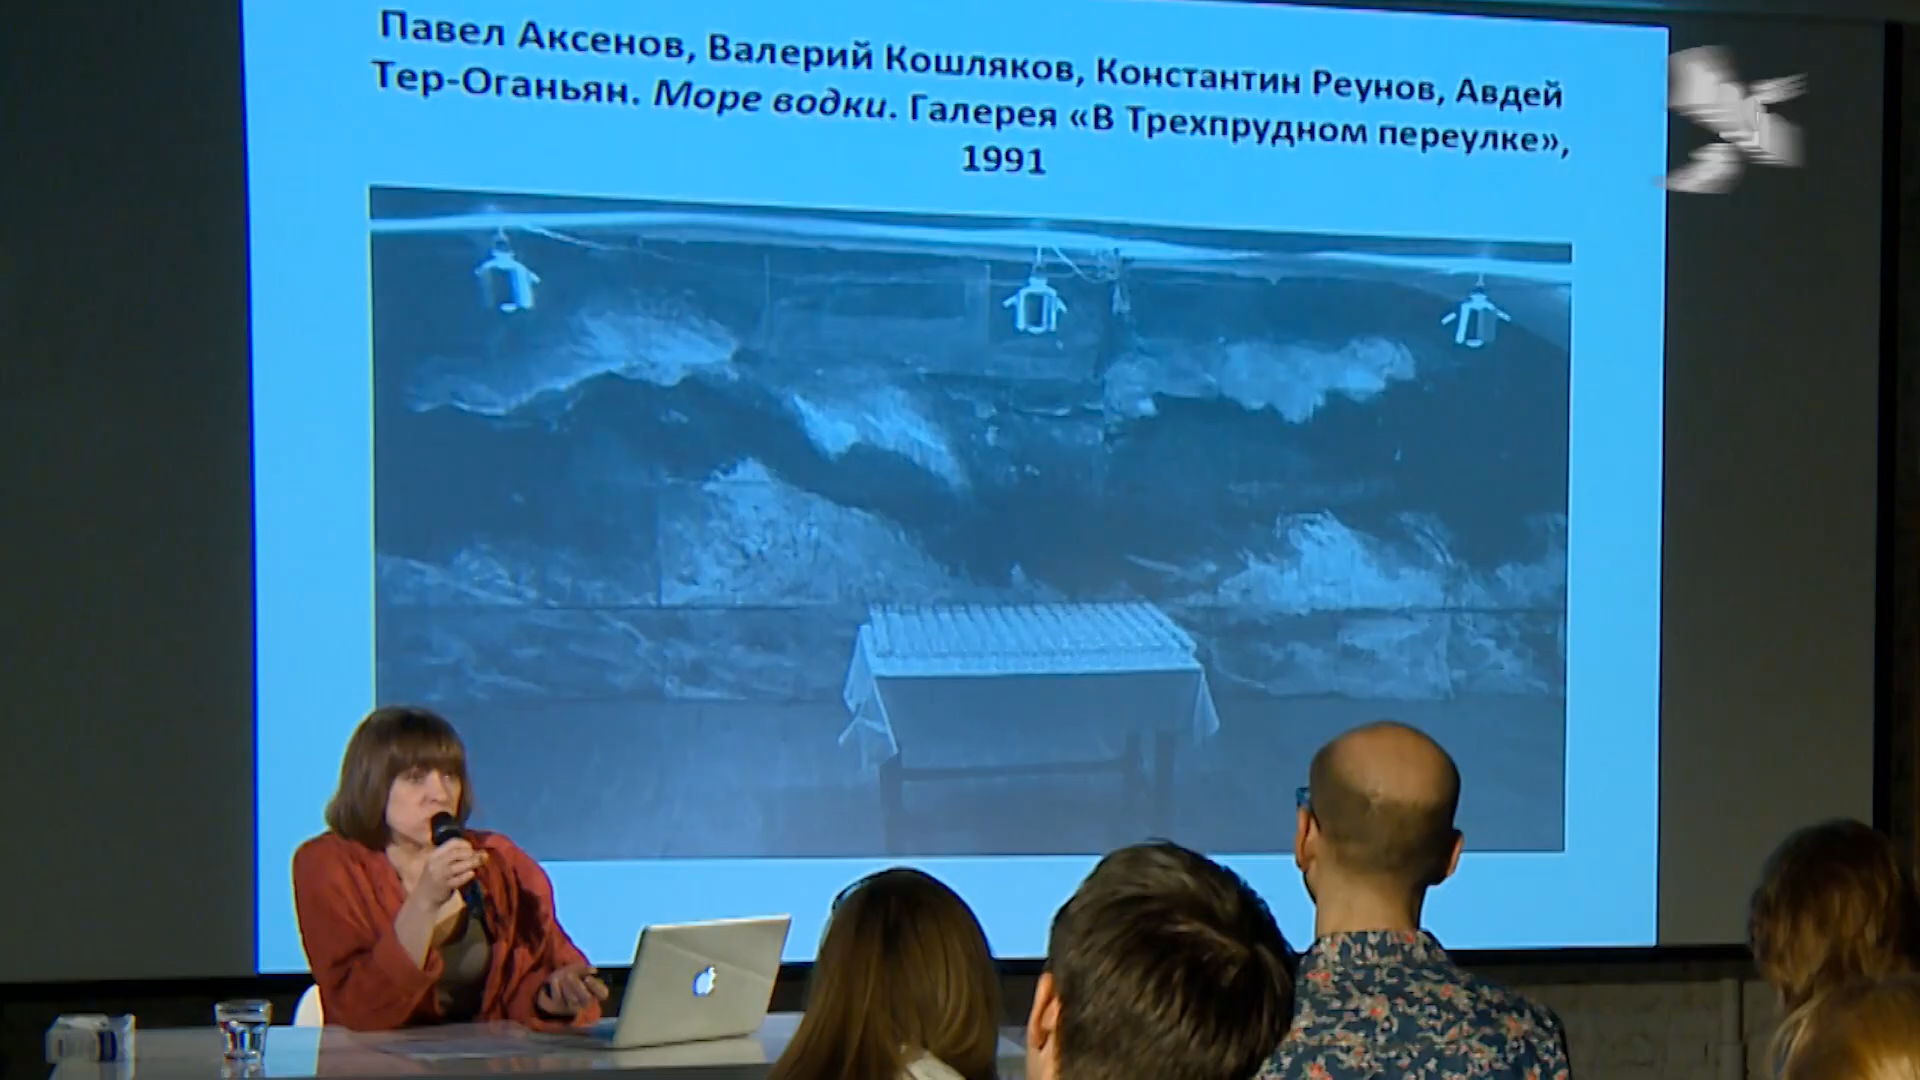 Павел Аксенов, Валерий Кошляков, Константин Реунов, Авдей
Тер-Оганьян. Море водки. Галерея «В Трехпрудном переулке»,
1991